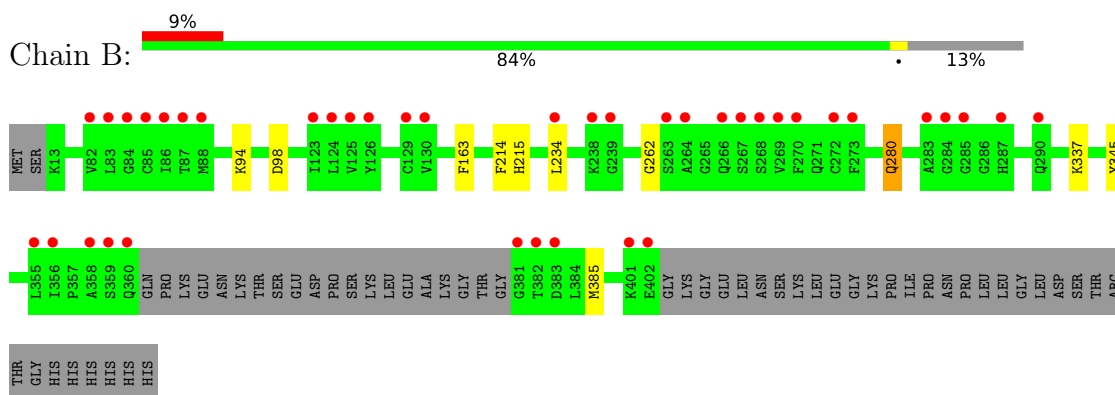 9%
Chain B:
84% • 13%
MET SER K13 V82 L83 G84 C85 I86 T87 M88 K94 D98 I123 L124 V125 Y126 C129 V130 F163 F214 H215 L234 K238 G239 G262 S263 A264 G265 Q266 S267 S268 V269 F270 Q271 C272 F273 Q280 A283 G284 G285 G286 H287 Q290 K337
L355 I356 P357 A358 S359 Q360 GLN PRO LYS GLU ASN LYS THR SER GLU ASP PRO SER LYS LEU GLU ALA LYS GLY THR GLY G381 T382 D383 L384 M385 K401 E402 GLY LYS GLY GLU LEU ASN SER LYS LEU GLU GLY LYS PRO ILE PRO ASN PRO LEU LEU GLY LEU ASP SER THR
THR GLY HIS HIS HIS HIS HIS HIS